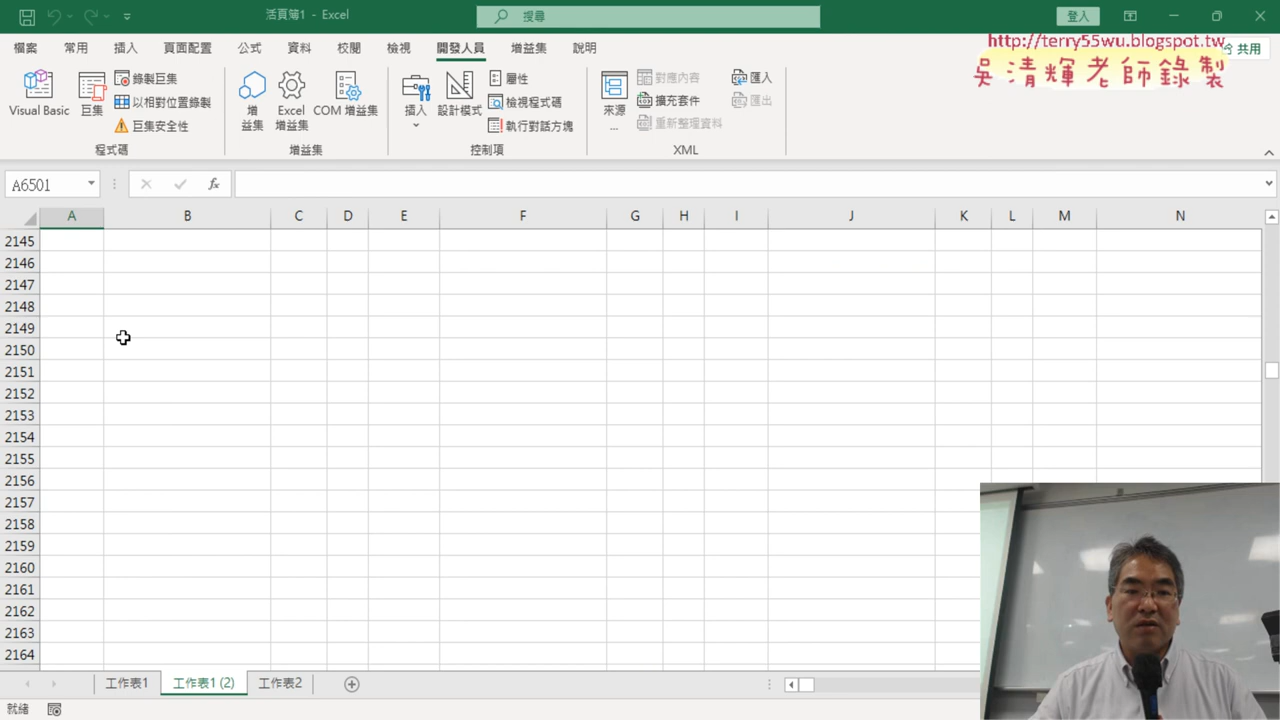 活頁簿1 - Excel
搜尋
登入
http://terry55wu.blogspot.tw
吳清輝老師錄製
檔案 常用 插入 頁面配置 公式 資料 校閱 檢視 開發人員 增益集 說明
共用
Visual Basic
巨集
錄製巨集
以相對位置錄製
巨集安全性
程式碼
增益集
Excel 增益集
COM 增益集
增益集
插入
設計模式
屬性
檢視程式碼
執行對話方塊
控制項
來源...
對應內容
擴充套件
重新整理資料
匯入
匯出
XML
A6501
fx
A B C D E F G H I J K L M N
2145
2146
2147
2148
2149
2150
2151
2152
2153
2154
2155
2156
2157
2158
2159
2160
2161
2162
2163
2164
工作表1 工作表1 (2) 工作表2
就緒